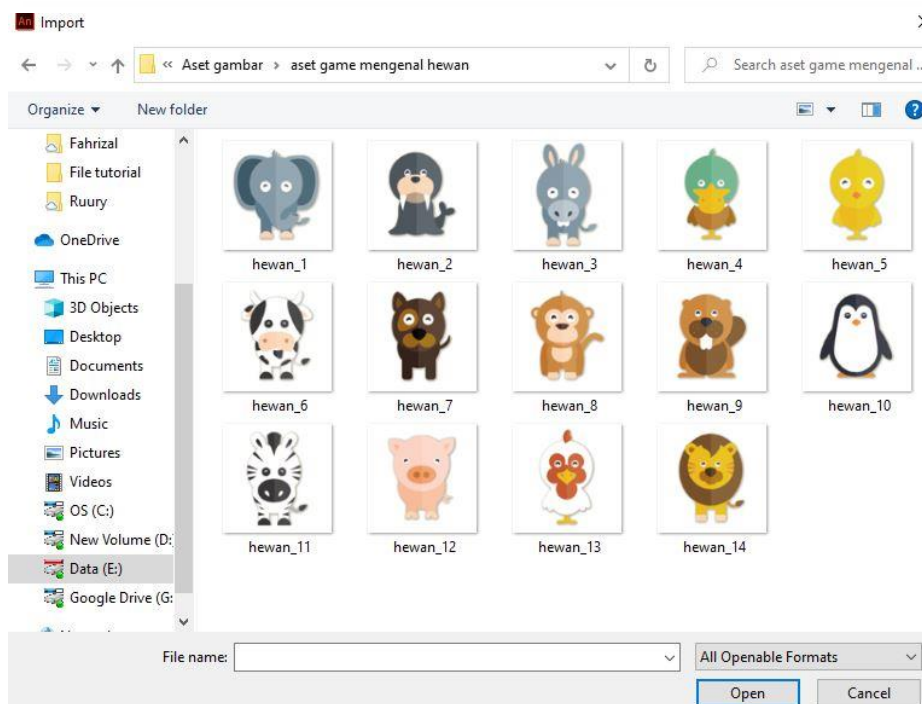 An Import
« Aset gambar › aset game mengenal hewan
Search aset game mengenal ...
Organize
New folder
Fahrizal
File tutorial
Ruury
OneDrive
This PC
3D Objects
Desktop
Documents
Downloads
Music
Pictures
Videos
OS (C:)
New Volume (D:
Data (E:)
Google Drive (G:
hewan_1
hewan_2
hewan_3
hewan_4
hewan_5
hewan_6
hewan_7
hewan_8
hewan_9
hewan_10
hewan_11
hewan_12
hewan_13
hewan_14
File name:
All Openable Formats
Open
Cancel